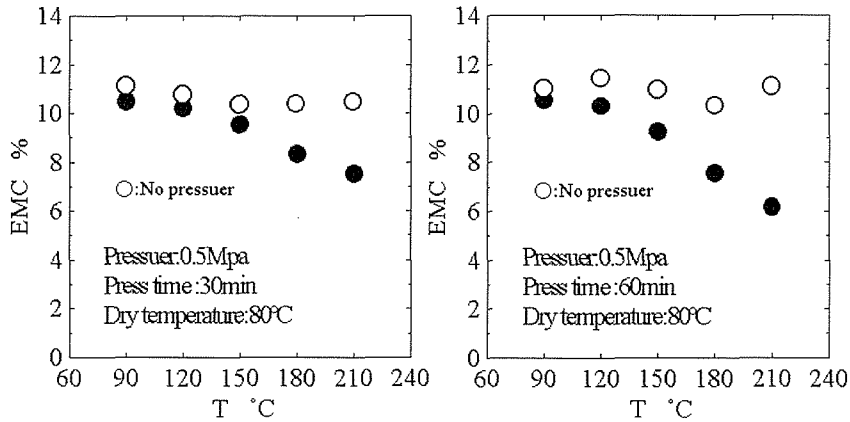 14
12
10
8
6
4
2
0
EMC %
○:No pressuer
Pressuer:0.5Mpa
Press time:30min
Dry temperature:80°C
60 90 120 150 180 210 240
T °C
14
12
10
8
6
4
2
0
EMC %
○:No pressuer
Pressuer:0.5Mpa
Press time:60min
Dry temperature:80°C
60 90 120 150 180 210 240
T °C